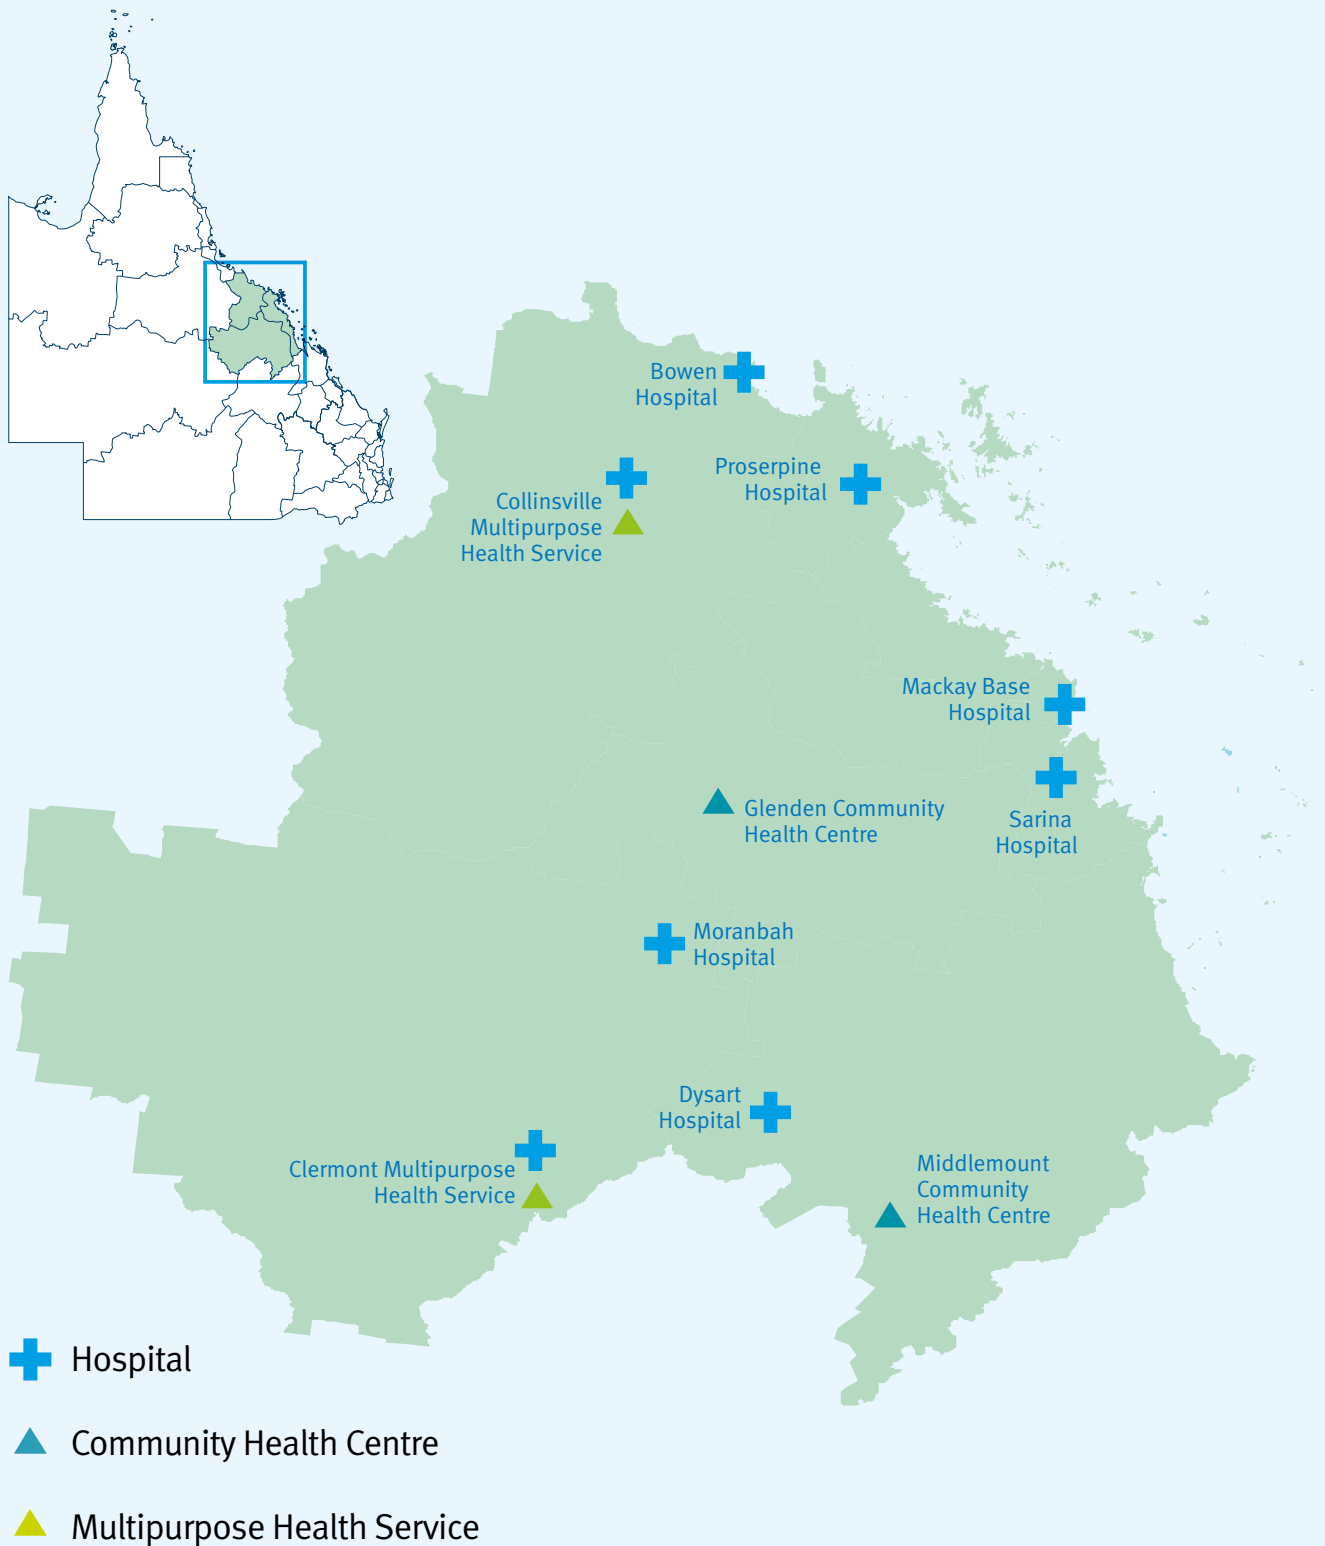 Bowen
Hospital
Proserpine
Hospital
Collinsville
Multipurpose
Health Service
Mackay Base
Hospital
Glenden Community
Health Centre
Sarina
Hospital
Moranbah
Hospital
Dysart
Hospital
Clermont Multipurpose
Health Service
Middlemount
Community
Health Centre
Hospital
Community Health Centre
Multipurpose Health Service